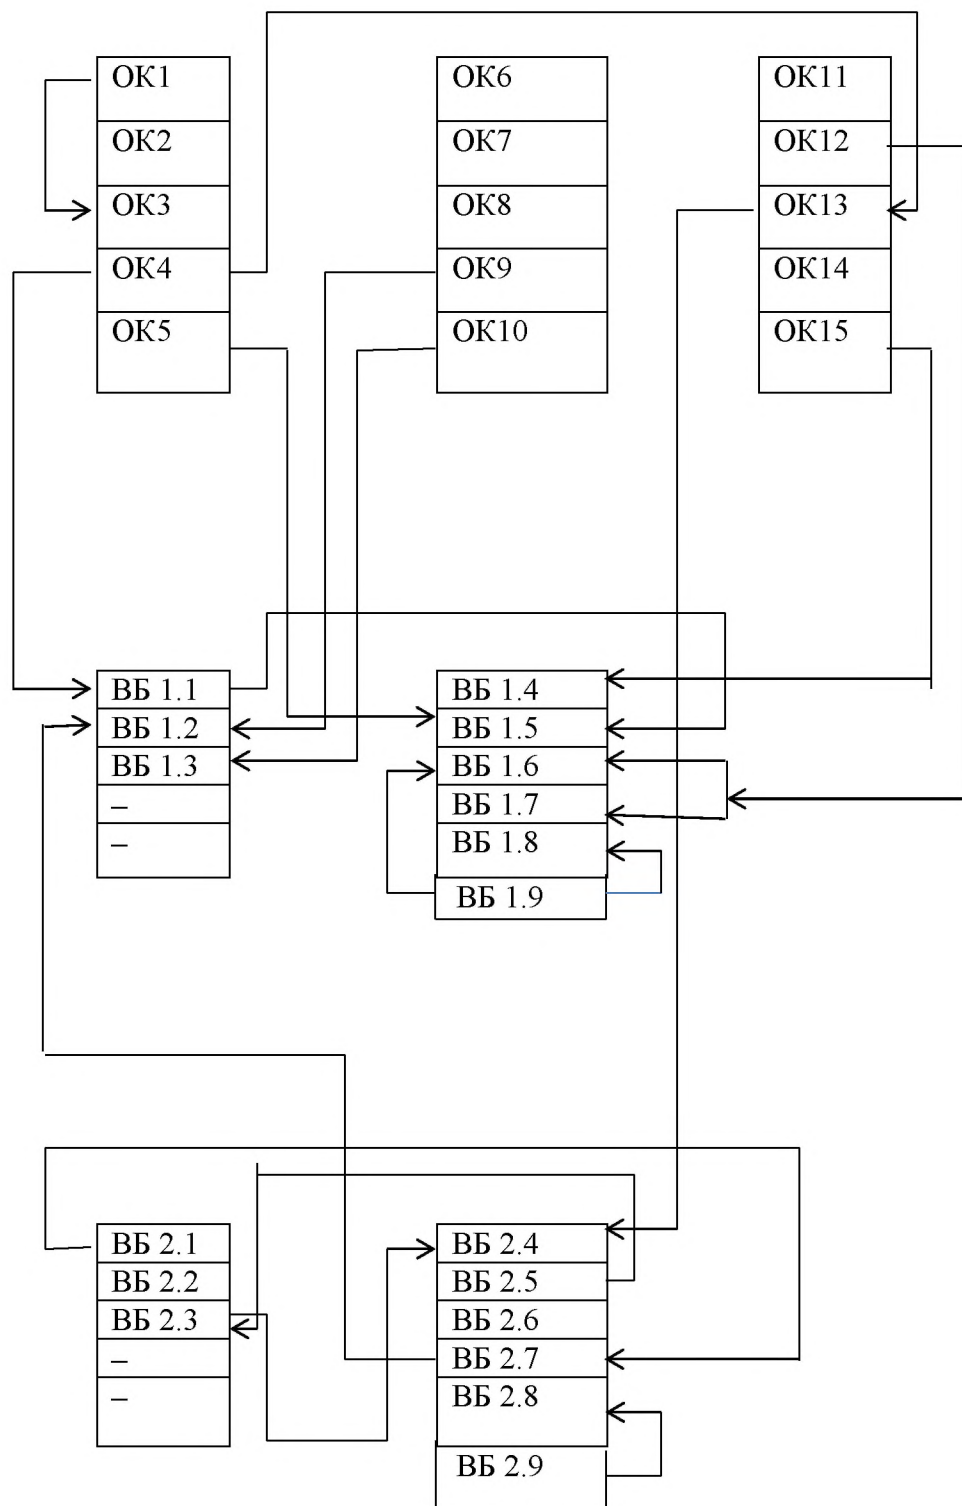 ОК1
ОК2
ОК3
ОК4
ОК5
ОК6
ОК7
ОК8
ОК9
ОК10
ОК11
ОК12
ОК13
ОК14
ОК15
ВБ 1.1
ВБ 1.2
ВБ 1.3
–
–
ВБ 1.4
ВБ 1.5
ВБ 1.6
ВБ 1.7
ВБ 1.8
ВБ 1.9
ВБ 2.1
ВБ 2.2
ВБ 2.3
–
–
ВБ 2.4
ВБ 2.5
ВБ 2.6
ВБ 2.7
ВБ 2.8
ВБ 2.9